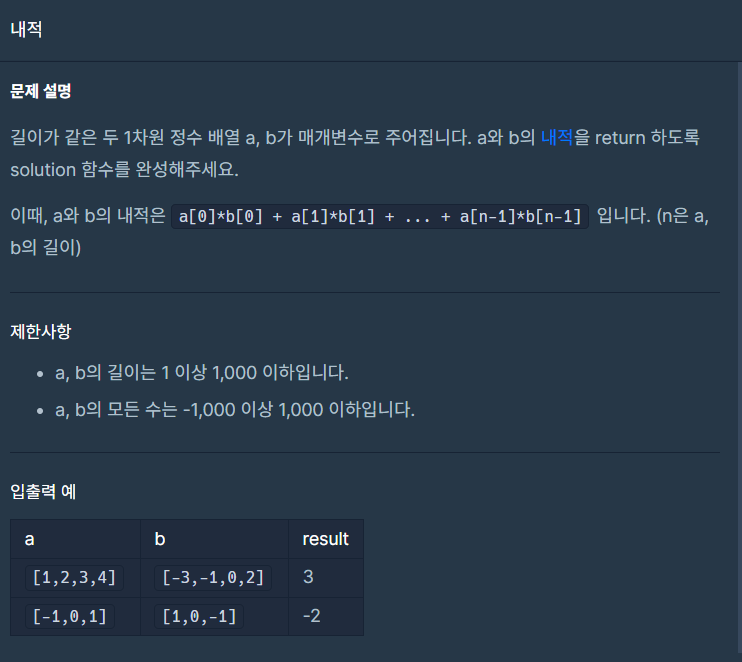 내적
문제 설명
길이가 같은 두 1차원 정수 배열 a, b가 매개변수로 주어집니다. a와 b의 내적을 return 하도록
solution 함수를 완성해주세요.
이때, a와 b의 내적은 a[0]*b[0] + a[1]*b[1] + ... + a[n-1]*b[n-1] 입니다. (n은 a,
b의 길이)
제한사항
• a, b의 길이는 1 이상 1,000 이하입니다.
• a, b의 모든 수는 -1,000 이상 1,000 이하입니다.
입출력 예
a b result
[1,2,3,4] [-3,-1,0,2] 3
[-1,0,1] [1,0,-1] -2